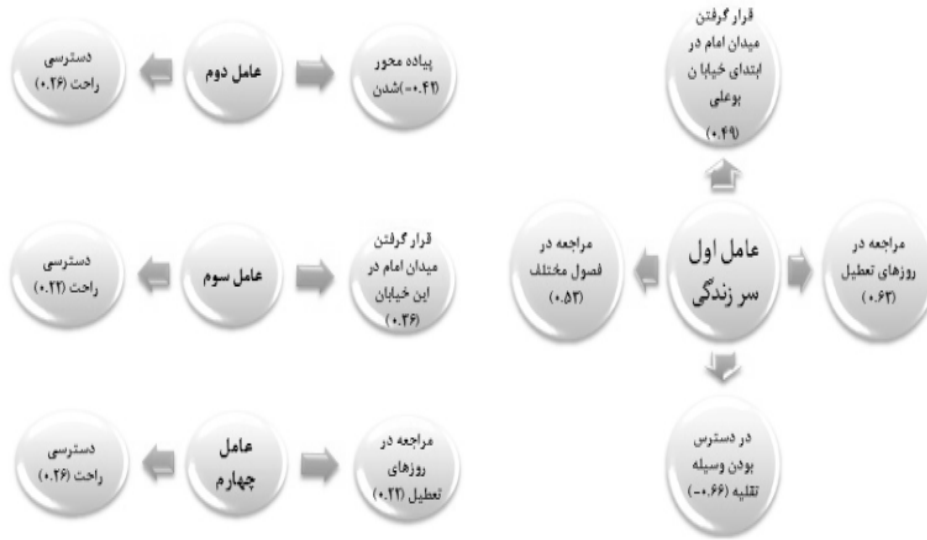 قرار گرفتن
میدان امام در
ابتدای خیابا ن
بوعلی
(۰.۴۹)
مراجعه در
روزهای تعطیل
(۰.۶۲)
عامل اول
سر زندگی
مراجعه در
فصول مختلف
(۰.۵۳)
در دسترس
بودن وسیله
نقلیه (۰.۶۶-)
پیاده محور
شدن(=۰.۴۲)
عامل دوم
دسترسی
راحت (۰.۲۶)
قرار گرفتن
میدان امام در
این خیابان
(۰.۳۶)
عامل سوم
دسترسی
راحت (۰.۲۲)
مراجعه در
روزهای
تعطیل (۰.۲۲)
عامل
چهارم
دسترسی
راحت (۰.۲۶)